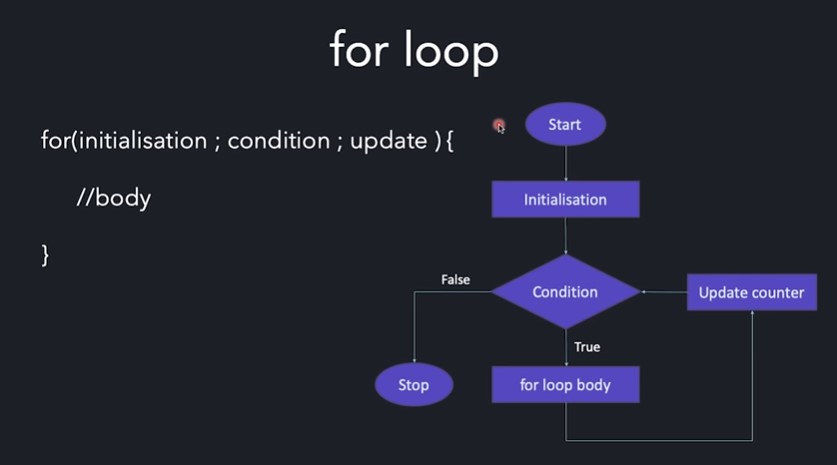 for loop
for(initialisation ; condition ; update ){
//body
}
Start
Initialisation
Condition
False
True
Update counter
Stop
for loop body